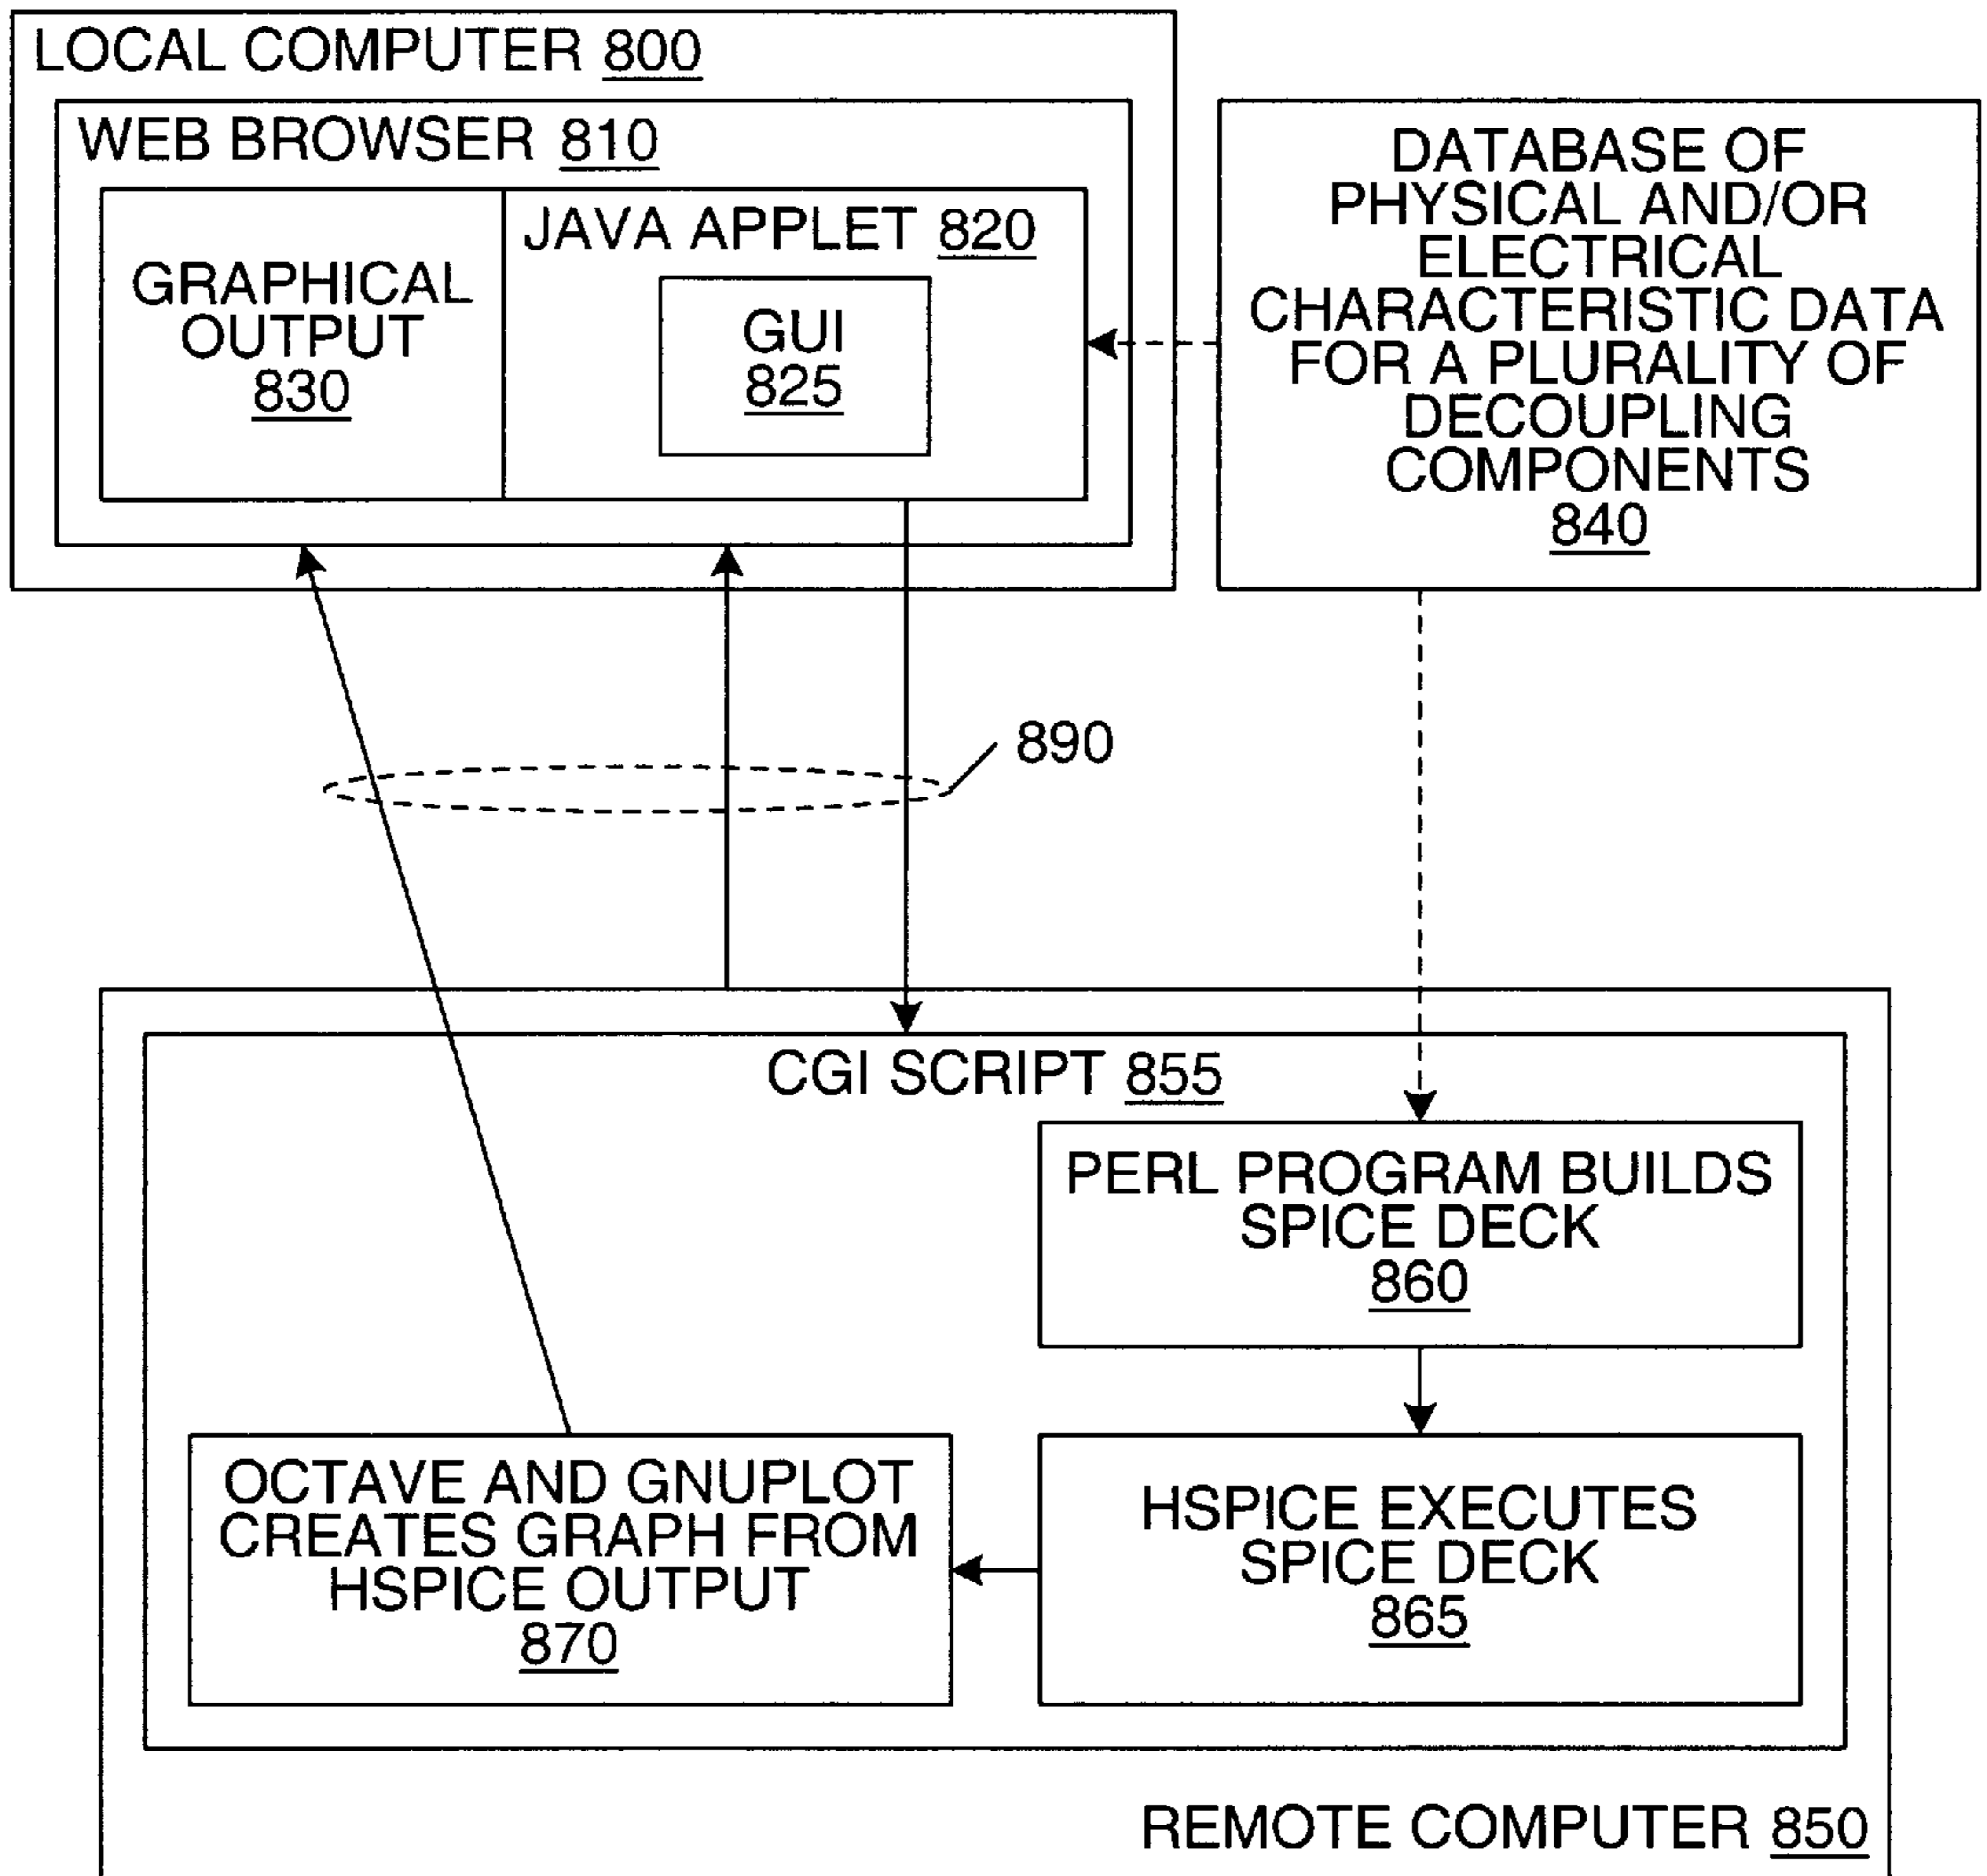 LOCAL COMPUTER 800
WEB BROWSER 810
JAVA APPLET 820
GRAPHICAL
OUTPUT
830
GUI
825
DATABASE OF
PHYSICAL AND/OR
ELECTRICAL
CHARACTERISTIC DATA
FOR A PLURALITY OF
DECOUPLING
COMPONENTS
840
890
CGI SCRIPT 855
PERL PROGRAM BUILDS
SPICE DECK
860
OCTAVE AND GNUPLOT
CREATES GRAPH FROM
HSPICE OUTPUT
870
HSPICE EXECUTES
SPICE DECK
865
REMOTE COMPUTER 850